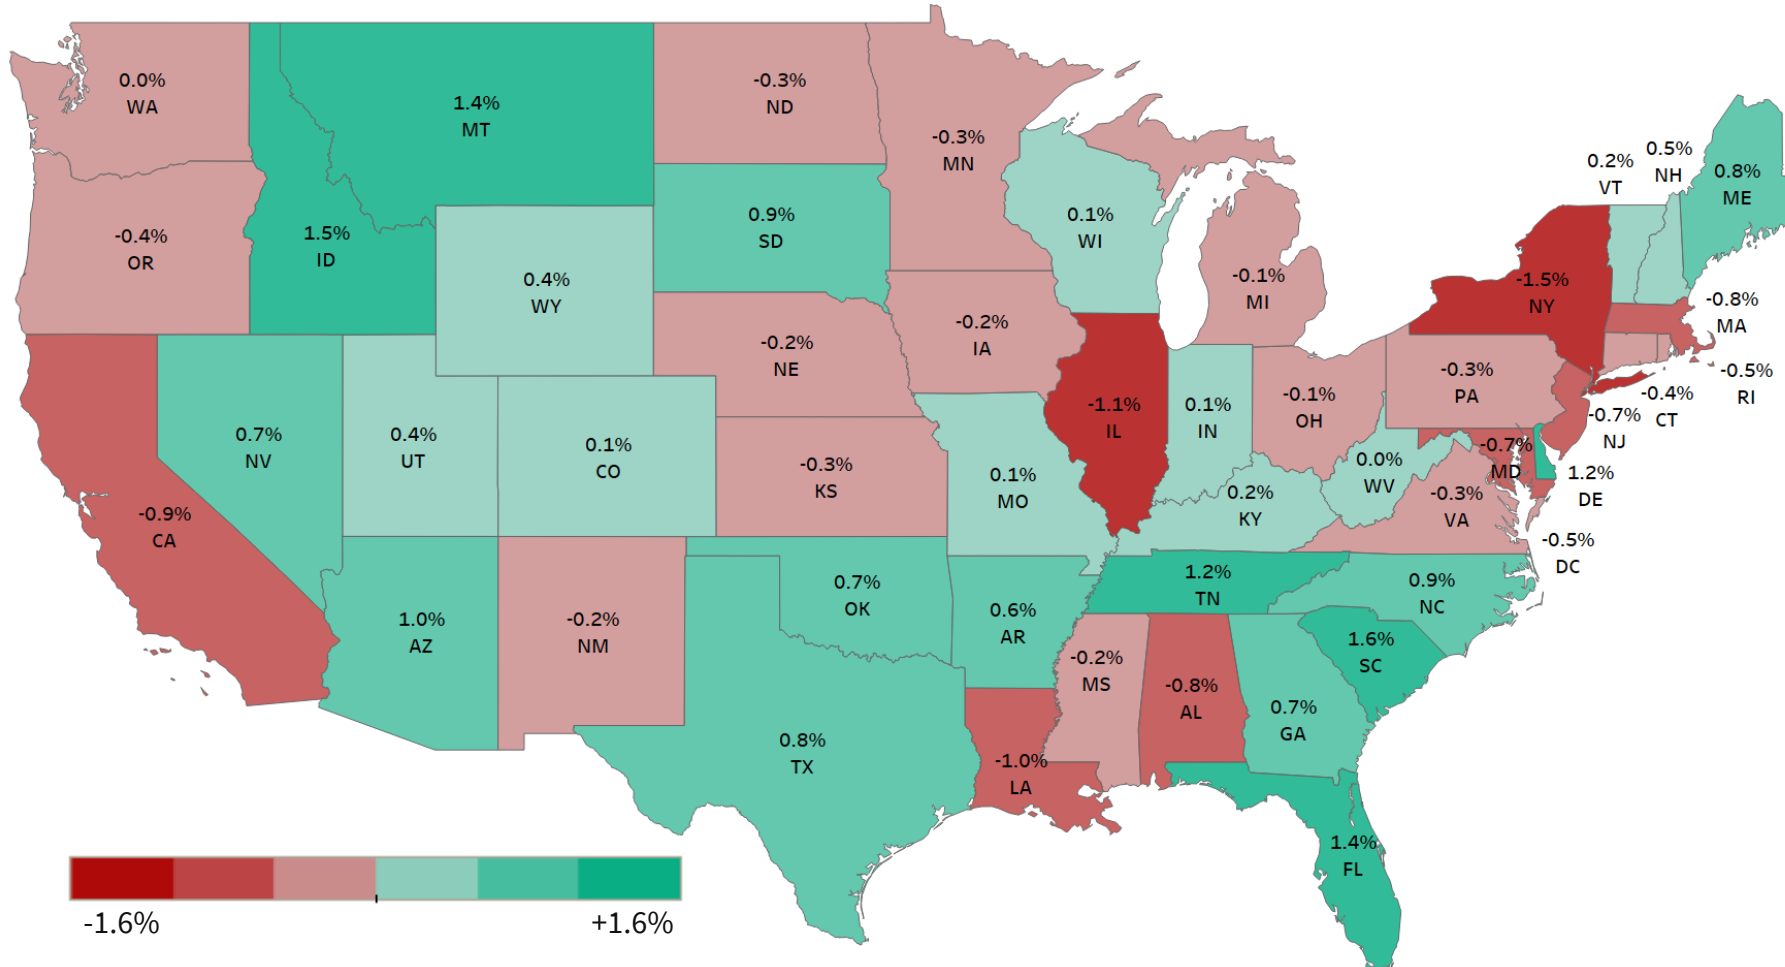 0.0%
WA
1.4%
MT
-0.3%
ND
-0.3%
MN
0.2%
VT
0.5%
NH
0.8%
ME
-0.4%
OR
1.5%
ID
0.9%
SD
0.1%
WI
-0.1%
MI
-1.5%
NY
-0.8%
MA
0.4%
WY
-0.2%
NE
-0.2%
IA
-0.5%
RI
-0.4%
CT
-0.7%
NJ
-0.3%
PA
-0.1%
OH
0.1%
IN
-1.1%
IL
0.7%
NV
0.4%
UT
0.1%
CO
-0.3%
KS
0.1%
MO
0.2%
KY
0.0%
WV
-0.7%
MD
1.2%
DE
-0.3%
VA
-0.5%
DC
-0.9%
CA
1.0%
AZ
-0.2%
NM
0.7%
OK
0.6%
AR
1.2%
TN
0.9%
NC
1.6%
SC
-0.2%
MS
-0.8%
AL
0.7%
GA
0.8%
TX
-1.0%
LA
1.4%
FL
-1.6%
+1.6%